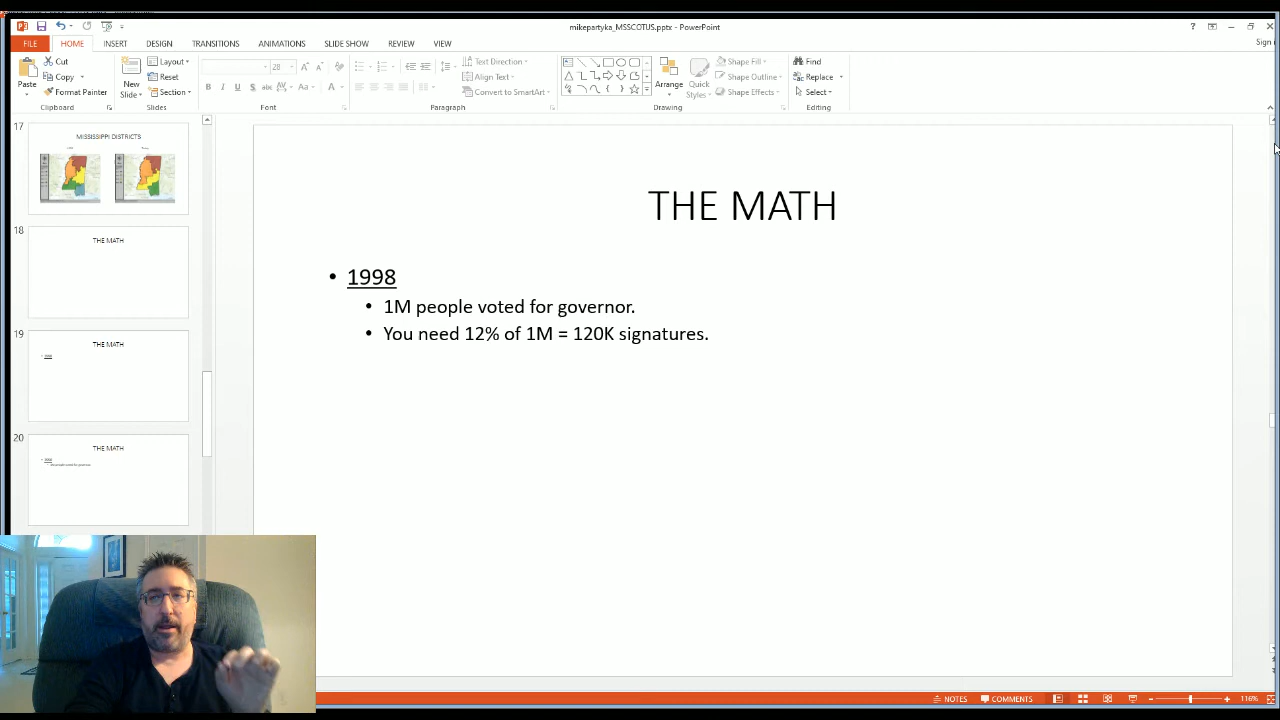 mikepartyka_MSSCOTUS.pptx - PowerPoint
Sign
FILE HOME INSERT DESIGN TRANSITIONS ANIMATIONS SLIDE SHOW REVIEW VIEW
Paste
Cut
Copy
Format Painter
Clipboard
New
Slide
Layout
Reset
Section
Slides
28
Font
Text Direction
Align Text
Convert to SmartArt
Paragraph
Arrange
Quick
Styles
Shape Fill
Shape Outline
Shape Effects
Drawing
Find
Replace
Select
Editing
17
MISSISSIPPI DISTRICTS
18
THE MATH
19
THE MATH
20
THE MATH
THE MATH
• 1998
• 1M people voted for governor.
• You need 12% of 1M = 120K signatures.
NOTES COMMENTS 116%